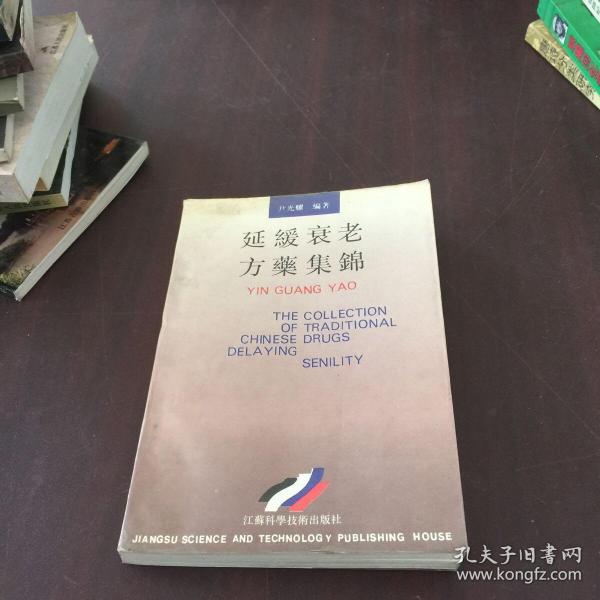 尹光耀 编著
延緩衰老
方藥集錦
YIN GUANG YAO
THE COLLECTION
OF TRADITIONAL
CHINESE DRUGS
DELAYING
SENILITY
江蘇科學技術出版社
JIANGSU SCIENCE AND TECHNOLOGY PUBLISHING HOUSE
孔夫子旧书网
www.kongfz.com